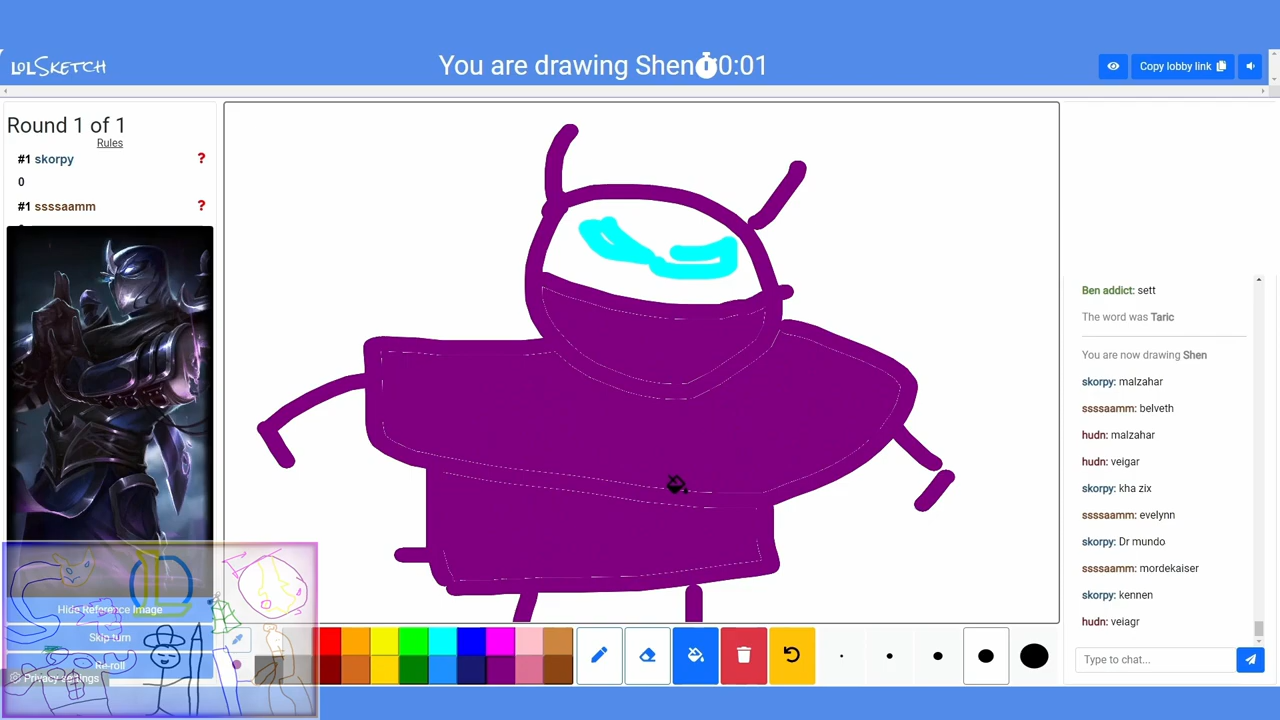 LOLSKETCH
You are drawing Shen 0:01
Copy lobby link
Round 1 of 1
Rules
#1 skorpy
?
0
#1 ssssaamm
?
Hide Reference Image
Skip turn
Re-roll
Privacy settings
Ben addict: sett
The word was Taric
You are now drawing Shen
skorpy: malzahar
ssssaamm: belveth
hudn: malzahar
hudn: veigar
skorpy: kha zix
ssssaamm: evelynn
skorpy: Dr mundo
ssssaamm: mordekaiser
skorpy: kennen
hudn: veiagr
Type to chat...